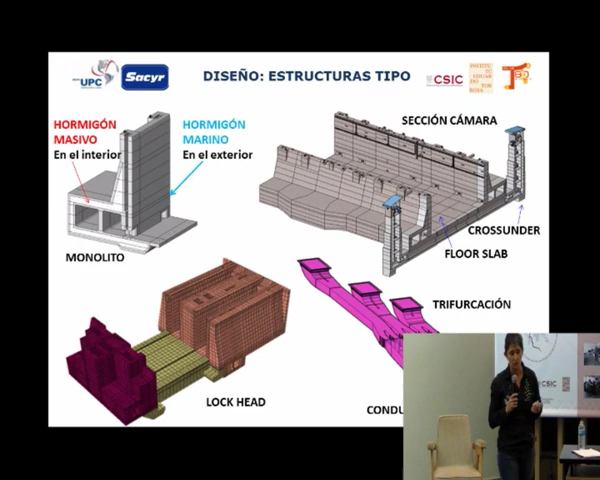 UPC
Sacyr
DISEÑO: ESTRUCTURAS TIPO
CSIC
HORMIGÓN
MASIVO
En el interior
HORMIGÓN
MARINO
En el exterior
SECCIÓN CÁMARA
CROSSUNDER
FLOOR SLAB
MONOLITO
TRIFURCACIÓN
LOCK HEAD
CONDU
CSIC